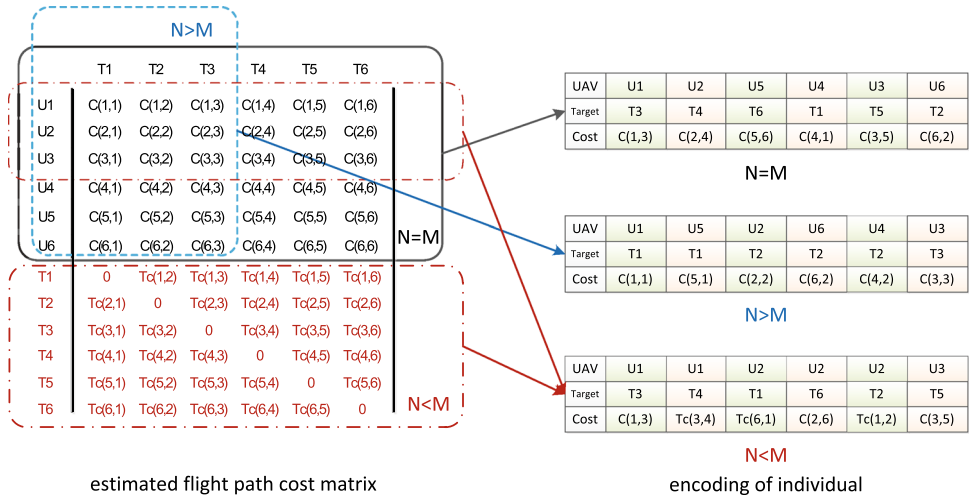 N>M
T1 T2 T3 T4 T5 T6
U1 C(1,1) C(1,2) C(1,3) C(1,4) C(1,5) C(1,6)
U2 C(2,1) C(2,2) C(2,3) C(2,4) C(2,5) C(2,6)
U3 C(3,1) C(3,2) C(3,3) C(3,4) C(3,5) C(3,6)
U4 C(4,1) C(4,2) C(4,3) C(4,4) C(4,5) C(4,6)
U5 C(5,1) C(5,2) C(5,3) C(5,4) C(5,5) C(5,6)
U6 C(6,1) C(6,2) C(6,3) C(6,4) C(6,5) C(6,6)
N=M
T1 0 Tc(1,2) Tc(1,3) Tc(1,4) Tc(1,5) Tc(1,6)
T2 Tc(2,1) 0 Tc(2,3) Tc(2,4) Tc(2,5) Tc(2,6)
T3 Tc(3,1) Tc(3,2) 0 Tc(3,4) Tc(3,5) Tc(3,6)
T4 Tc(4,1) Tc(4,2) Tc(4,3) 0 Tc(4,5) Tc(4,6)
T5 Tc(5,1) Tc(5,2) Tc(5,3) Tc(5,4) 0 Tc(5,6)
T6 Tc(6,1) Tc(6,2) Tc(6,3) Tc(6,4) Tc(6,5) 0
N<M
estimated flight path cost matrix
UAV U1 U2 U5 U4 U3 U6
Target T3 T4 T6 T1 T5 T2
Cost C(1,3) C(2,4) C(5,6) C(4,1) C(3,5) C(6,2)
N=M
UAV U1 U5 U2 U6 U4 U3
Target T1 T1 T2 T2 T2 T3
Cost C(1,1) C(5,1) C(2,2) C(6,2) C(4,2) C(3,3)
N>M
UAV U1 U1 U2 U2 U2 U3
Target T3 T4 T1 T6 T2 T5
Cost C(1,3) Tc(3,4) Tc(6,1) C(2,6) Tc(1,2) C(3,5)
N<M
encoding of individual